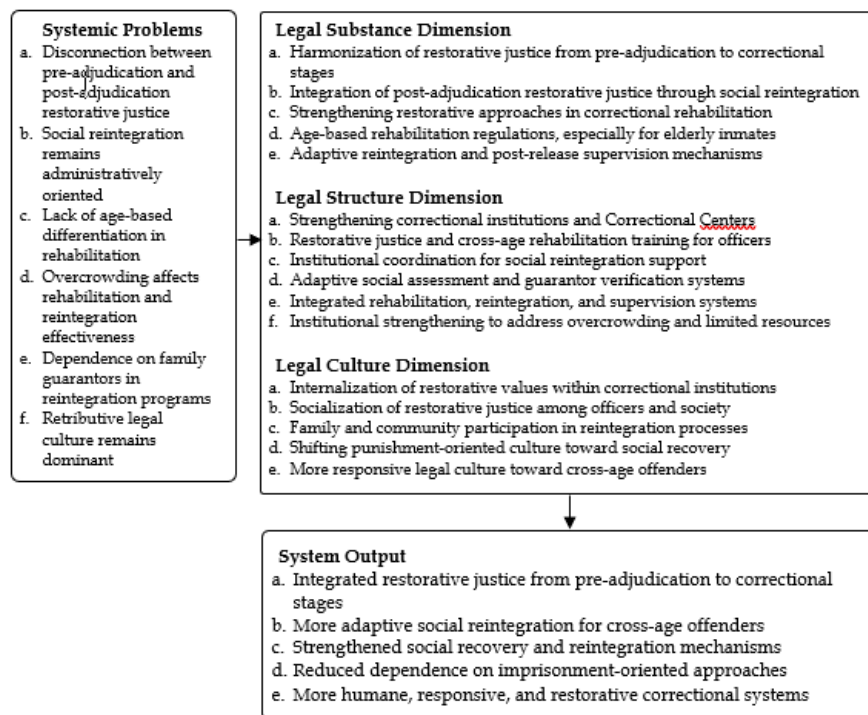 Systemic Problems
a. Disconnection between
pre-adjudication and
post-adjudication
restorative justice
b. Social reintegration
remains
administratively
oriented
c. Lack of age-based
differentiation in
rehabilitation
d. Overcrowding affects
rehabilitation and
reintegration
effectiveness
e. Dependence on family
guarantors in
reintegration programs
f. Retributive legal
culture remains
dominant
Legal Substance Dimension
a. Harmonization of restorative justice from pre-adjudication to correctional
stages
b. Integration of post-adjudication restorative justice through social reintegration
c. Strengthening restorative approaches in correctional rehabilitation
d. Age-based rehabilitation regulations, especially for elderly inmates
e. Adaptive reintegration and post-release supervision mechanisms
Legal Structure Dimension
a. Strengthening correctional institutions and Correctional Centers
b. Restorative justice and cross-age rehabilitation training for officers
c. Institutional coordination for social reintegration support
d. Adaptive social assessment and guarantor verification systems
e. Integrated rehabilitation, reintegration, and supervision systems
f. Institutional strengthening to address overcrowding and limited resources
Legal Culture Dimension
a. Internalization of restorative values within correctional institutions
b. Socialization of restorative justice among officers and society
c. Family and community participation in reintegration processes
d. Shifting punishment-oriented culture toward social recovery
e. More responsive legal culture toward cross-age offenders
System Output
a. Integrated restorative justice from pre-adjudication to correctional
stages
b. More adaptive social reintegration for cross-age offenders
c. Strengthened social recovery and reintegration mechanisms
d. Reduced dependence on imprisonment-oriented approaches
e. More humane, responsive, and restorative correctional systems